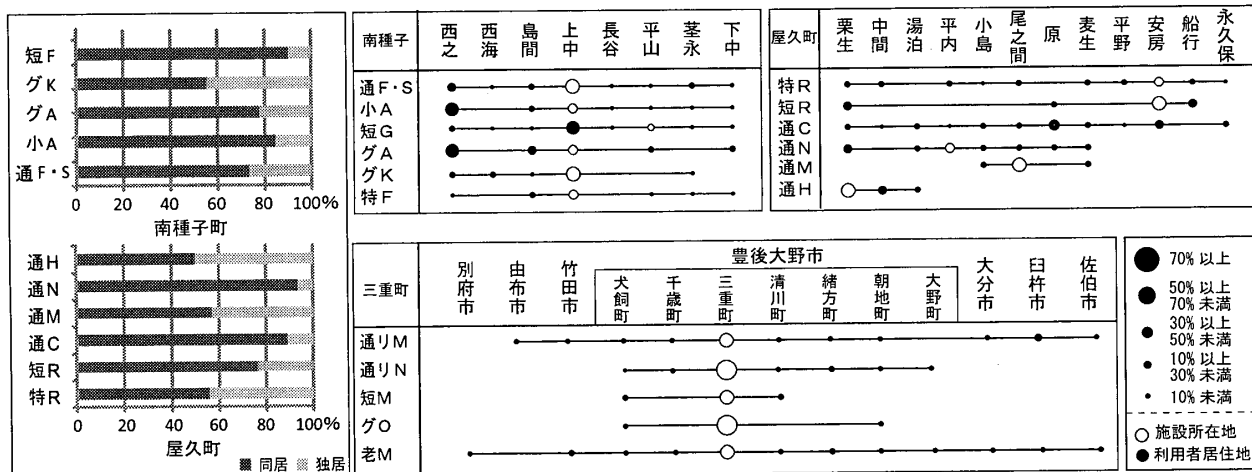 短F
グK
グA
小A
通F・S
0 20 40 60 80 100%
南種子町
通H
通N
通M
通C
短R
特R
0 20 40 60 80 100%
屋久町
同居 独居
南種子 西之 西海 島間 上中 長谷 平山 茎永 下中
通F・S
小A
短G
グA
グK
特F
屋久町 栗生 中間 湯泊 平内 小島 尾之間 原 麦生 平野 安房 船行 永久保
特R
短R
通C
通N
通M
通H
豊後大野市
三重町 別府市 由布市 竹田市 犬飼町 千歳町 三重町 清川町 緒方町 朝地町 大野町 大分市 臼杵市 佐伯市
通リM
通リN
短M
グO
老M
70% 以上
50% 以上
70% 未満
30% 以上
50% 未満
10% 以上
30% 未満
10% 未満
施設所在地
利用者居住地